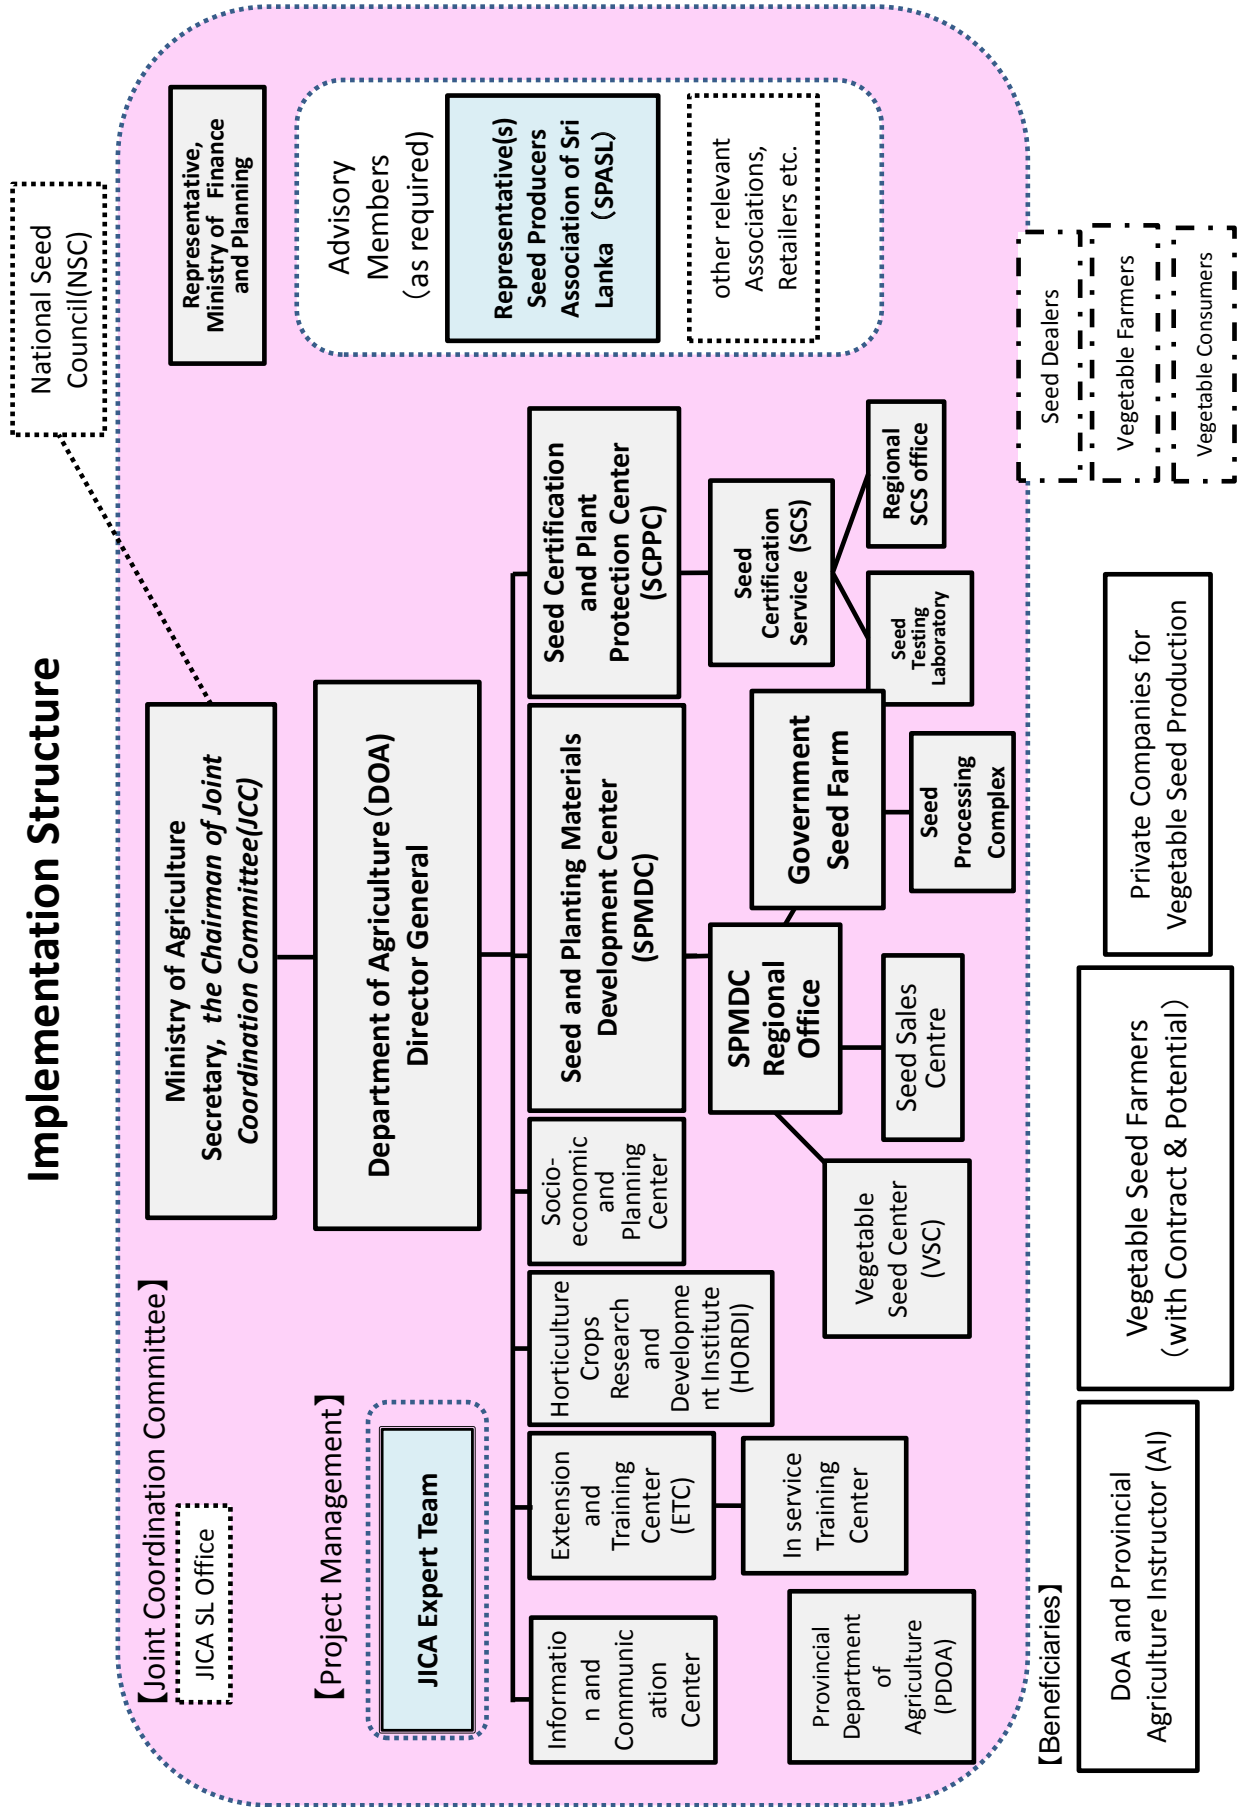 Implementation Structure
National Seed
Council(NSC)
【Joint Coordination Committee】
JICA SL Office
Ministry of Agriculture
Secretary, the Chairman of Joint
Coordination Committee(JCC)
Representative,
Ministry of Finance
and Planning
【Project Management】
JICA Expert Team
Department of Agriculture(DOA)
Director General
Advisory
Members
(as required)
Representative(s)
Seed Producers
Association of Sri
Lanka (SPASL)
other relevant
Associations,
Retailers etc.
Informatio
n and
Communic
ation
Center
Extension
and
Training
Center
(ETC)
Horticulture
Crops
Research
and
Developme
nt Institute
(HORDI)
Socio-
economic
and
Planning
Center
Seed and Planting Materials
Development Center
(SPMDC)
Seed Certification
and Plant
Protection Center
(SCPPC)
Provincial
Department
of
Agriculture
(PDOA)
In service
Training
Center
Vegetable
Seed Center
(VSC)
SPMDC
Regional
Office
Seed Sales
Centre
Government
Seed Farm
Seed
Processing
Complex
Seed
Certification
Service (SCS)
Seed
Testing
Laboratory
Regional
SCS office
【Beneficiaries】
DoA and Provincial
Agriculture Instructor (AI)
Vegetable Seed Farmers
(with Contract & Potential)
Private Companies for
Vegetable Seed Production
Seed Dealers
Vegetable Farmers
Vegetable Consumers